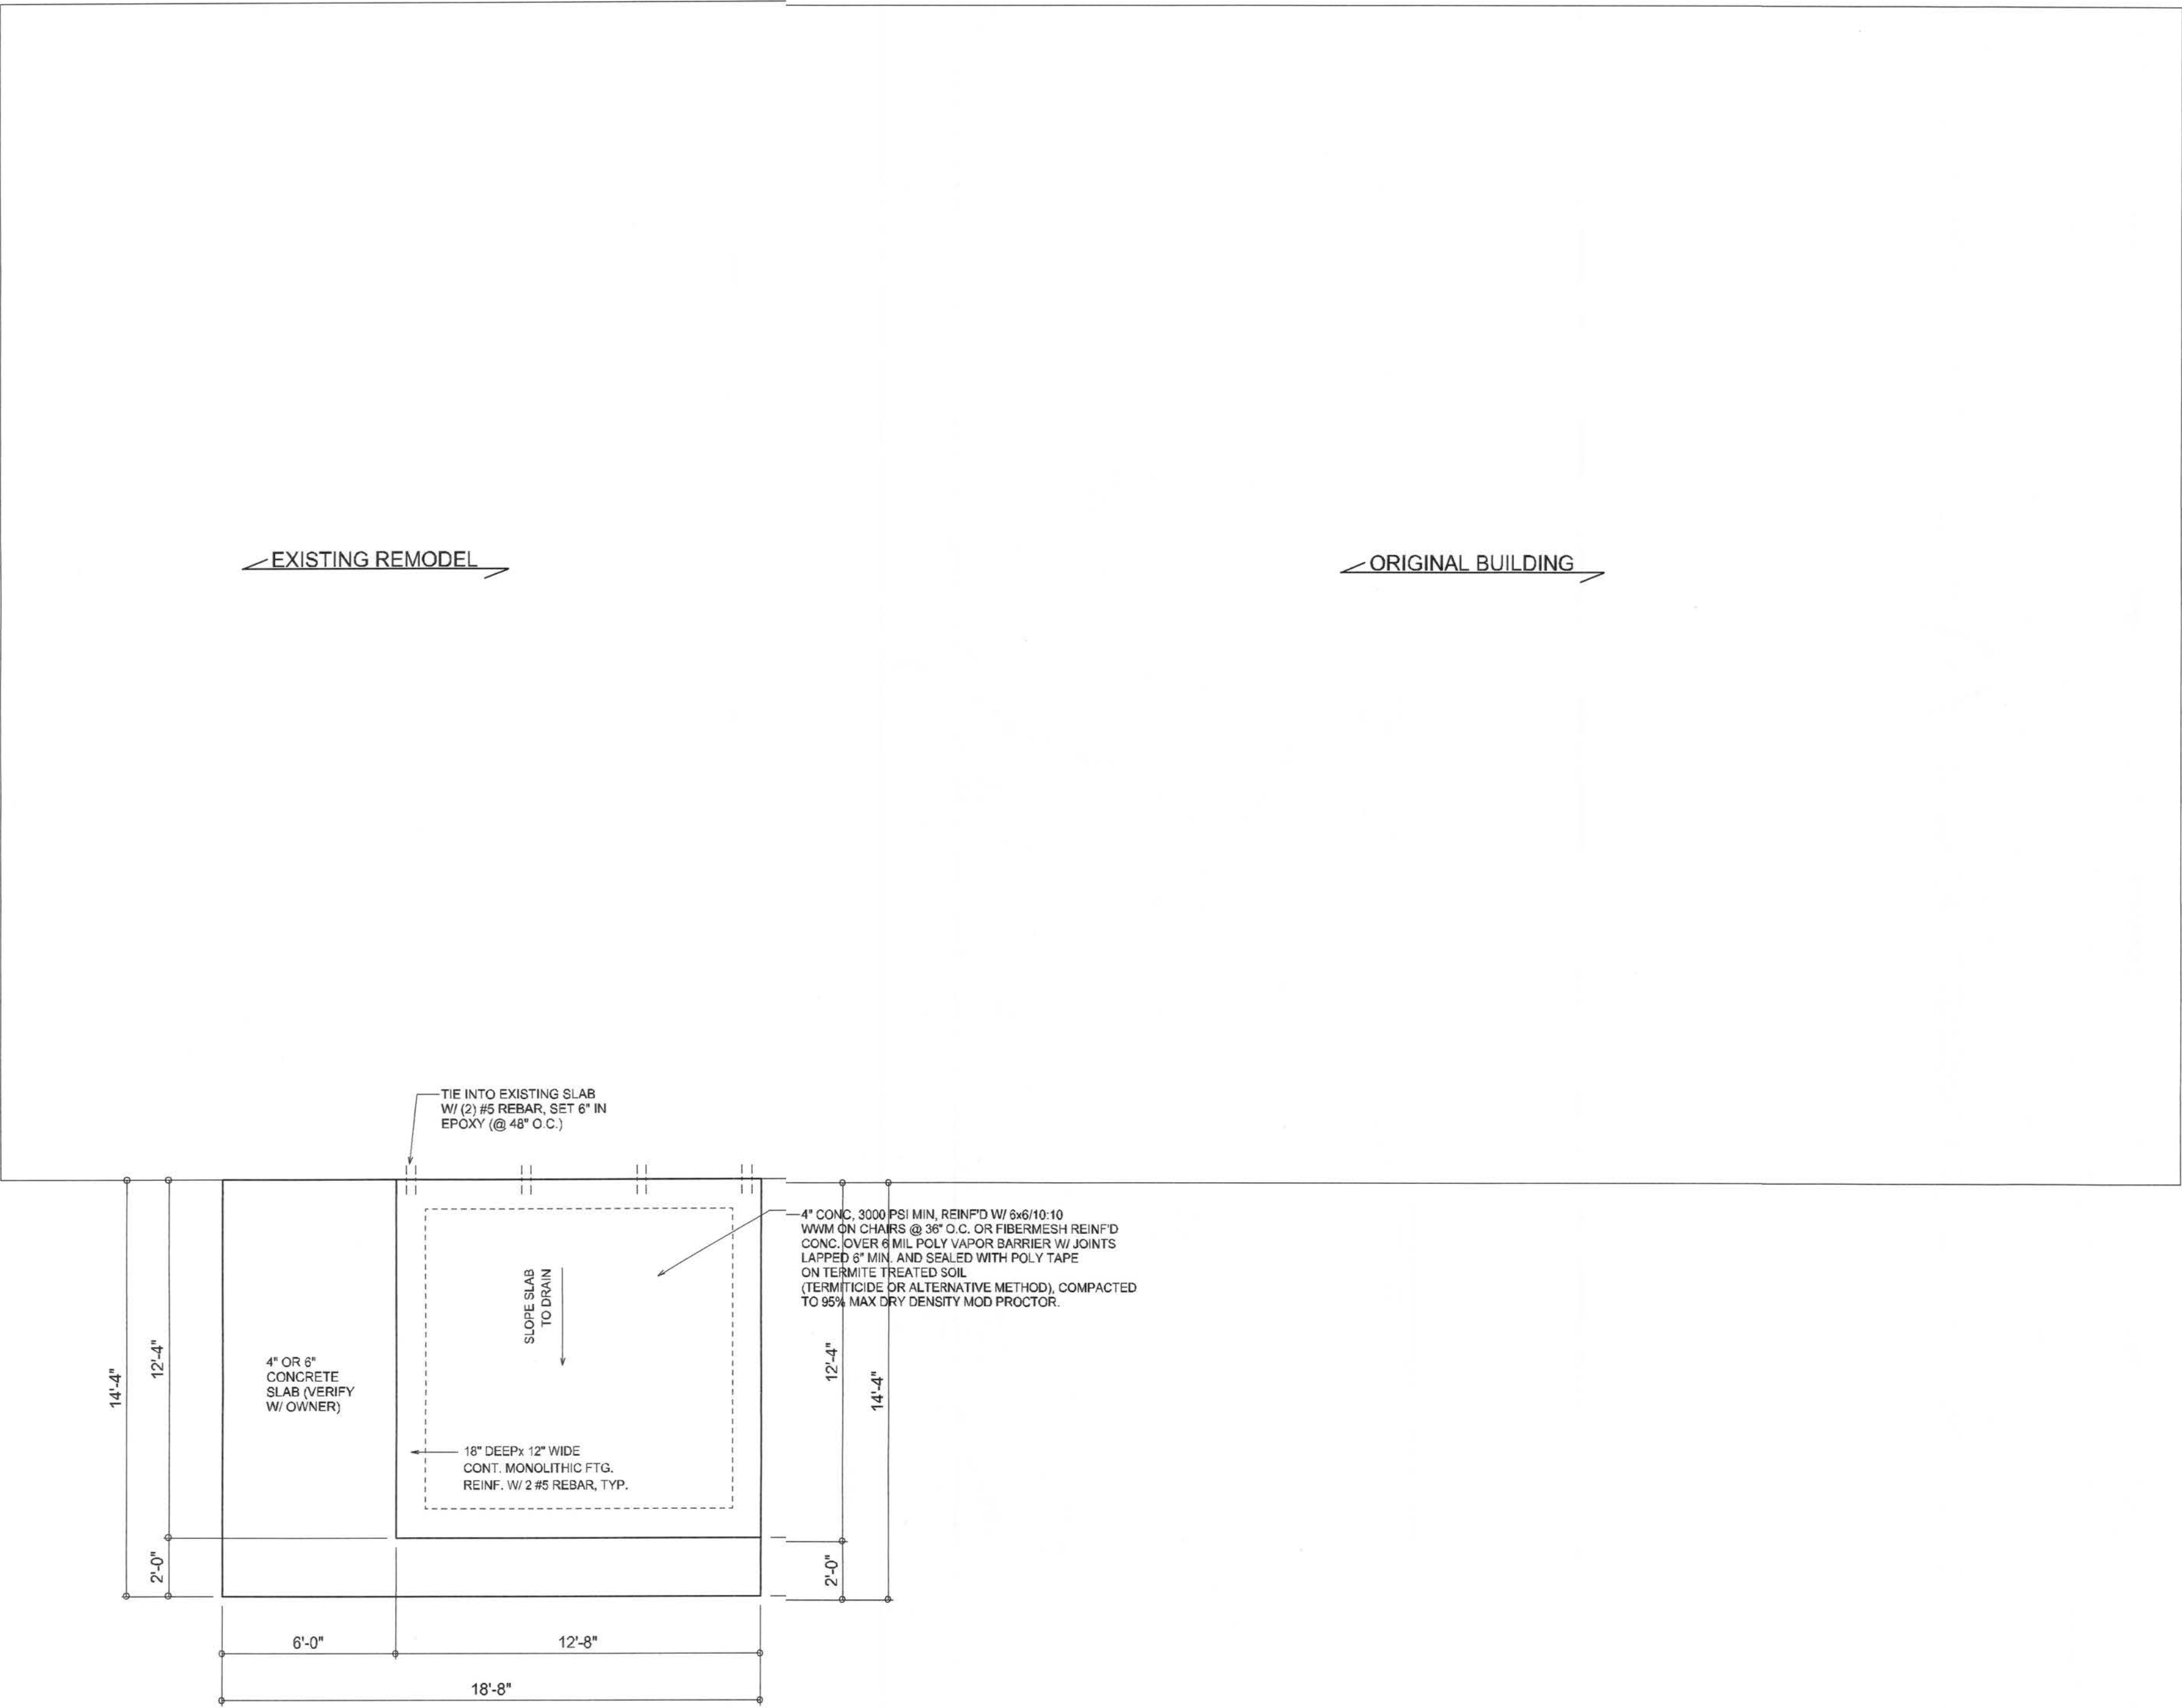 EXISTING REMODEL
ORIGINAL BUILDING
TIE INTO EXISTING SLAB
W/ (2) #5 REBAR, SET 6" IN
EPOXY (@ 48" O.C.)
4" CONC, 3000 PSI MIN, REINF'D W/ 6x6/10:10
WWM ON CHAIRS @ 36" O.C. OR FIBERMESH REINF'D
CONC. OVER 6 MIL POLY VAPOR BARRIER W/ JOINTS
LAPPED 6" MIN. AND SEALED WITH POLY TAPE
ON TERMITE TREATED SOIL
(TERMITICIDE OR ALTERNATIVE METHOD), COMPACTED
TO 95% MAX DRY DENSITY MOD PROCTOR.
SLOPE SLAB
TO DRAIN
14'-4"
12'-4"
4" OR 6"
CONCRETE
SLAB (VERIFY
W/ OWNER)
12'-4"
14'-4"
18" DEEPx 12" WIDE
CONT. MONOLITHIC FTG.
REINF. W/ 2 #5 REBAR, TYP.
2'-0"
2'-0"
6'-0"
12'-8"
18'-8"